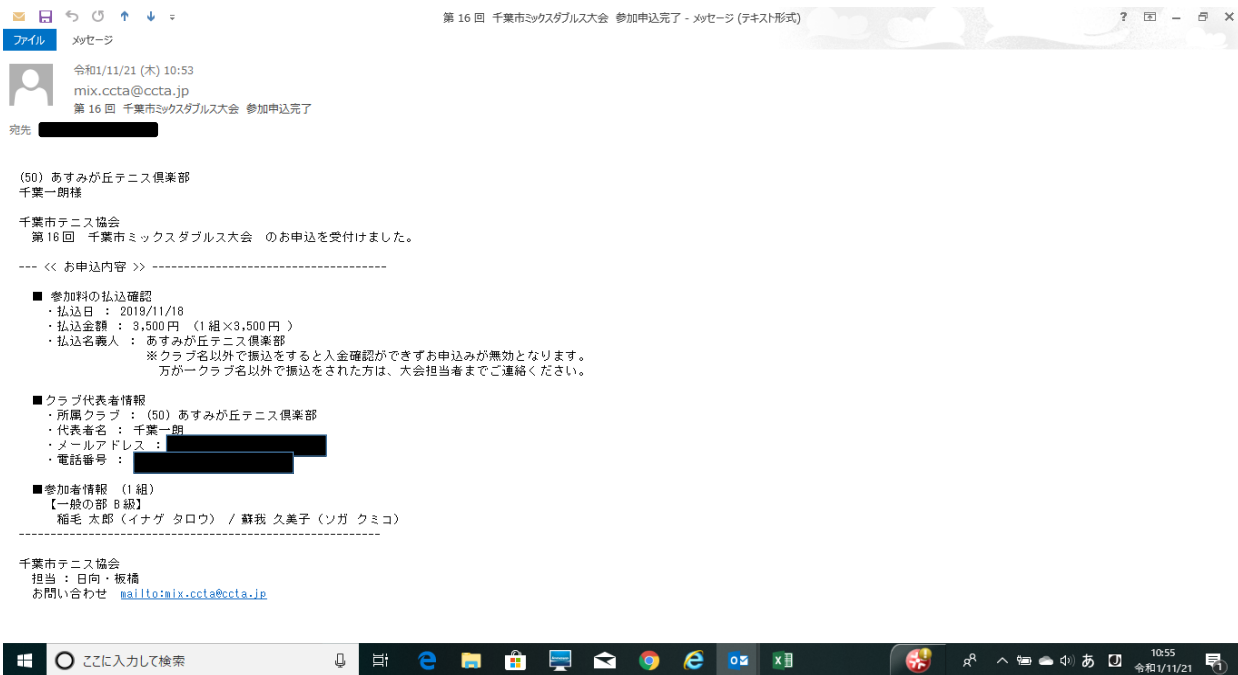 第 16 回 千葉市ミックスダブルス大会 参加申込完了 - メッセージ (テキスト形式)
ファイル メッセージ
令和1/11/21 (木) 10:53
mix.ccta@ccta.jp
第 16 回 千葉市ミックスダブルス大会 参加申込完了
宛先
(50) あすみが丘テニス倶楽部
千葉一朗様
千葉市テニス協会
第16回 千葉市ミックスダブルス大会 のお申込を受付けました。
--- << お申込内容 >> -------------------------------------
■ 参加料の払込確認
・払込日 : 2019/11/18
・払込金額 : 3,500円 (1組×3,500円 )
・払込名義人 : あすみが丘テニス倶楽部
※クラブ名以外で振込をすると入金確認ができずお申込みが無効となります。
万が一クラブ名以外で振込をされた方は、大会担当者までご連絡ください。
■クラブ代表者情報
・所属クラブ : (50) あすみが丘テニス倶楽部
・代表者名 : 千葉一朗
・メールアドレス :
・電話番号 :
■参加者情報 (1組)
【一般の部 B級】
稲毛 太郎(イナゲ タロウ) / 蘇我 久美子(ソガ クミコ)
---------------------------------------------------------
千葉市テニス協会
担当 : 日向・板橋
お問い合わせ mailto:mix.ccta@ccta.jp
ここに入力して検索
あ
10:55
令和1/11/21